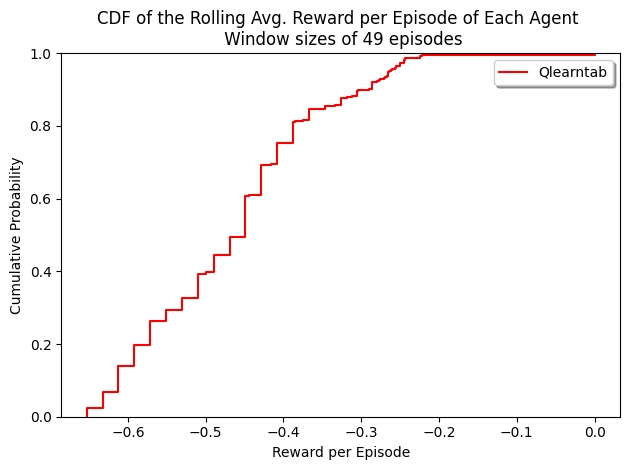 CDF of the Rolling Avg. Reward per Episode of Each Agent
Window sizes of 49 episodes
Qlearntab
1.0
0.8
0.6
0.4
0.2
0.0
Cumulative Probability
−0.6 −0.5 −0.4 −0.3 −0.2 −0.1 0.0
Reward per Episode